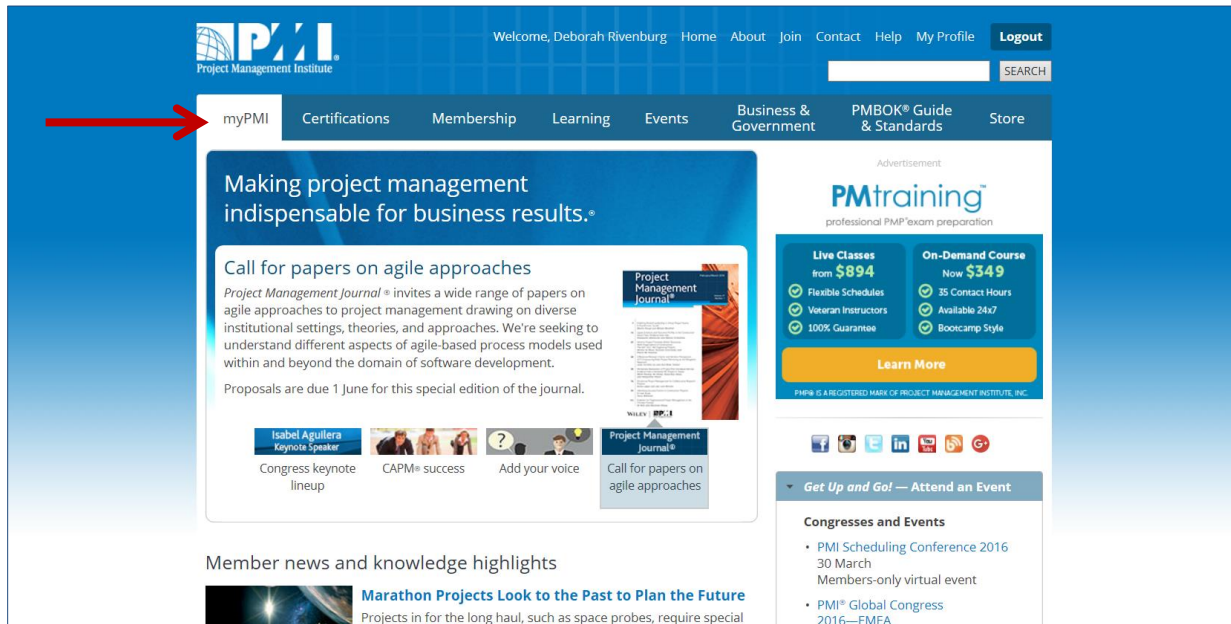 PMI®
Project Management Institute
Welcome, Deborah Rivenburg Home About Join Contact Help My Profile Logout
SEARCH
myPMI Certifications Membership Learning Events Business & Government PMBOK® Guide & Standards Store
Making project management
indispensable for business results.®
Call for papers on agile approaches
Project Management Journal ® invites a wide range of papers on
agile approaches to project management drawing on diverse
institutional settings, theories, and approaches. We're seeking to
understand different aspects of agile-based process models used
within and beyond the domain of software development.
Proposals are due 1 June for this special edition of the journal.
Project
Management
Journal®
WILEY
Isabel Aguilera
Keynote Speaker
Congress keynote
lineup
CAPM® success
?
Add your voice
Project Management
Journal®
Call for papers on
agile approaches
Advertisement
PMtraining™
professional PMP® exam preparation
Live Classes
from $894
Flexible Schedules
Veteran Instructors
100% Guarantee
On-Demand Course
Now $349
35 Contact Hours
Available 24x7
Bootcamp Style
Learn More
PMP® IS A REGISTERED MARK OF PROJECT MANAGEMENT INSTITUTE, INC.
Get Up and Go! — Attend an Event
Congresses and Events
• PMI Scheduling Conference 2016
30 March
Members-only virtual event
• PMI® Global Congress
2016—EMEA
Member news and knowledge highlights
Marathon Projects Look to the Past to Plan the Future
Projects in for the long haul, such as space probes, require special